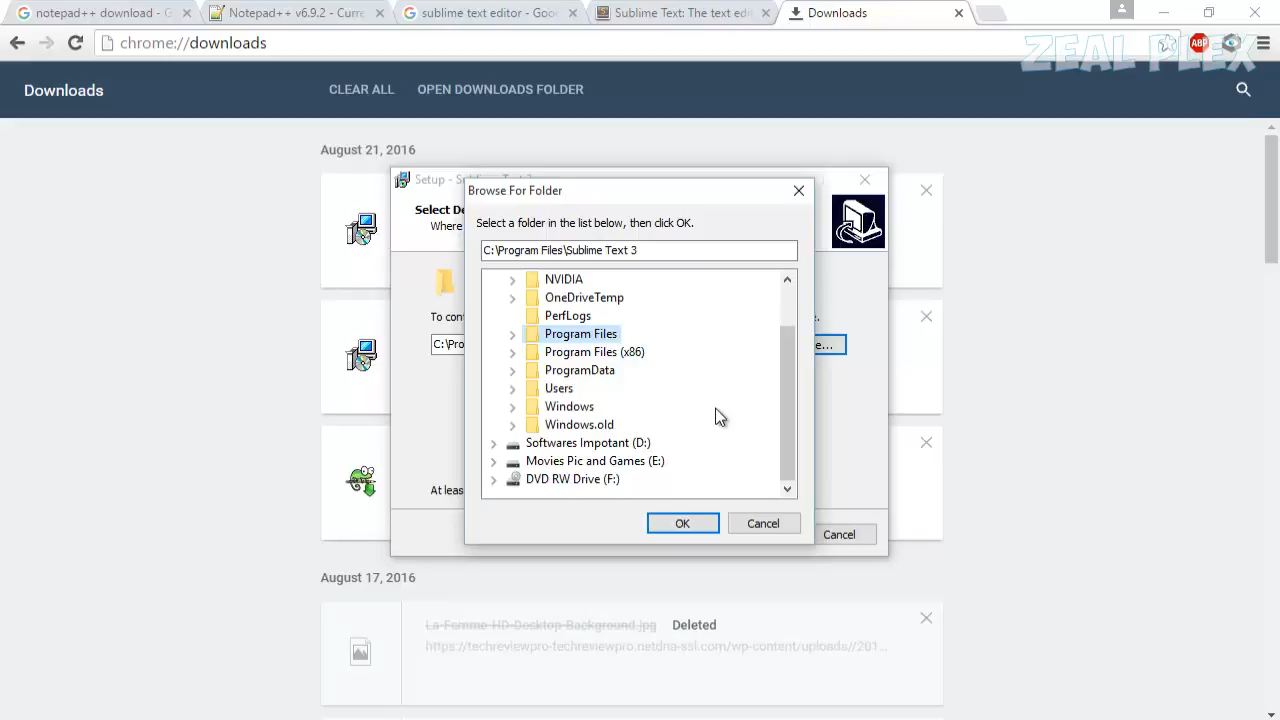 notepad++ download - G
Notepad++ v6.9.2 - Curre
sublime text editor - Goo
Sublime Text: The text edi
Downloads
chrome://downloads
ABP
ZEAL PLEX
Downloads
CLEAR ALL
OPEN DOWNLOADS FOLDER
August 21, 2016
Setup - S
Browse For Folder
Select De
Where
Select a folder in the list below, then click OK.
C:\Program Files\Sublime Text 3
NVIDIA
OneDriveTemp
PerfLogs
To cont
Program Files
C:\Pro
e...
Program Files (x86)
ProgramData
Users
Windows
Windows.old
Softwares Impotant (D:)
Movies Pic and Games (E:)
DVD RW Drive (F:)
At leas
OK
Cancel
Cancel
August 17, 2016
La-Femme-HD-Desktop-Background.jpg
Deleted
https://techreviewpro-techreviewpro.netdna-ssl.com/wp-content/uploads//201...